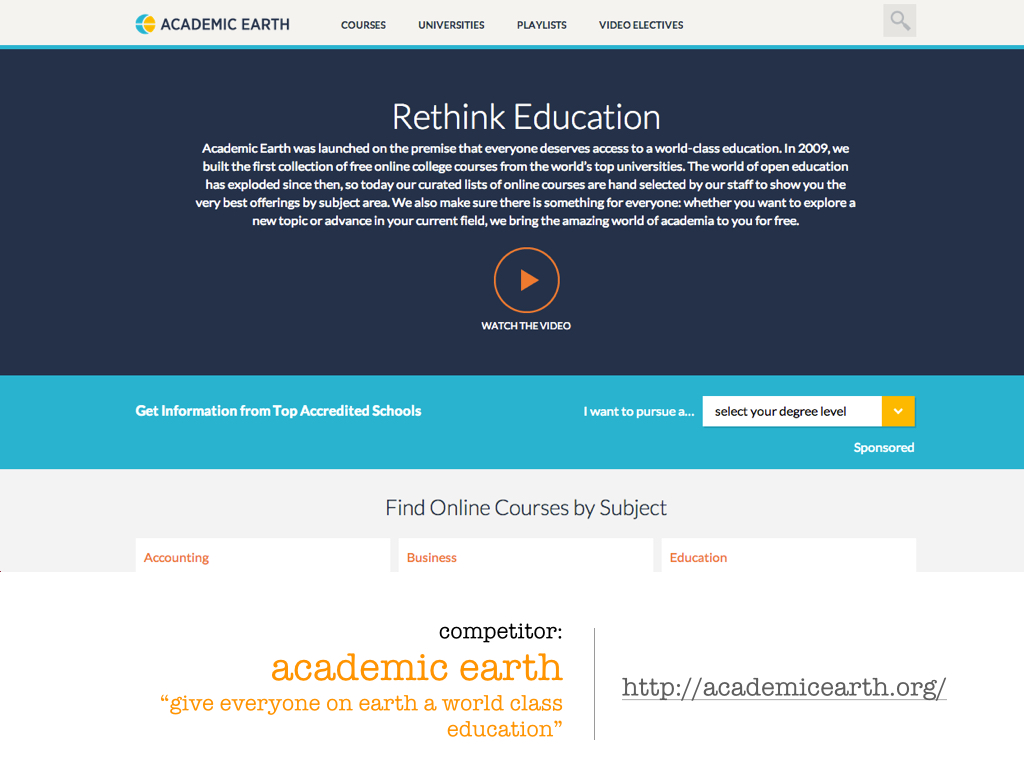 ACADEMIC EARTH
COURSES
UNIVERSITIES
PLAYLISTS
VIDEO ELECTIVES
Rethink Education
Academic Earth was launched on the premise that everyone deserves access to a world-class education. In 2009, we
built the first collection of free online college courses from the world's top universities. The world of open education
has exploded since then, so today our curated lists of online courses are hand selected by our staff to show you the
very best offerings by subject area. We also make sure there is something for everyone: whether you want to explore a
new topic or advance in your current field, we bring the amazing world of academia to you for free.
WATCH THE VIDEO
Get Information from Top Accredited Schools
I want to pursue a...
select your degree level
Sponsored
Find Online Courses by Subject
Accounting
Business
Education
competitor:
academic earth
“give everyone on earth a world class
education”
http://academicearth.org/